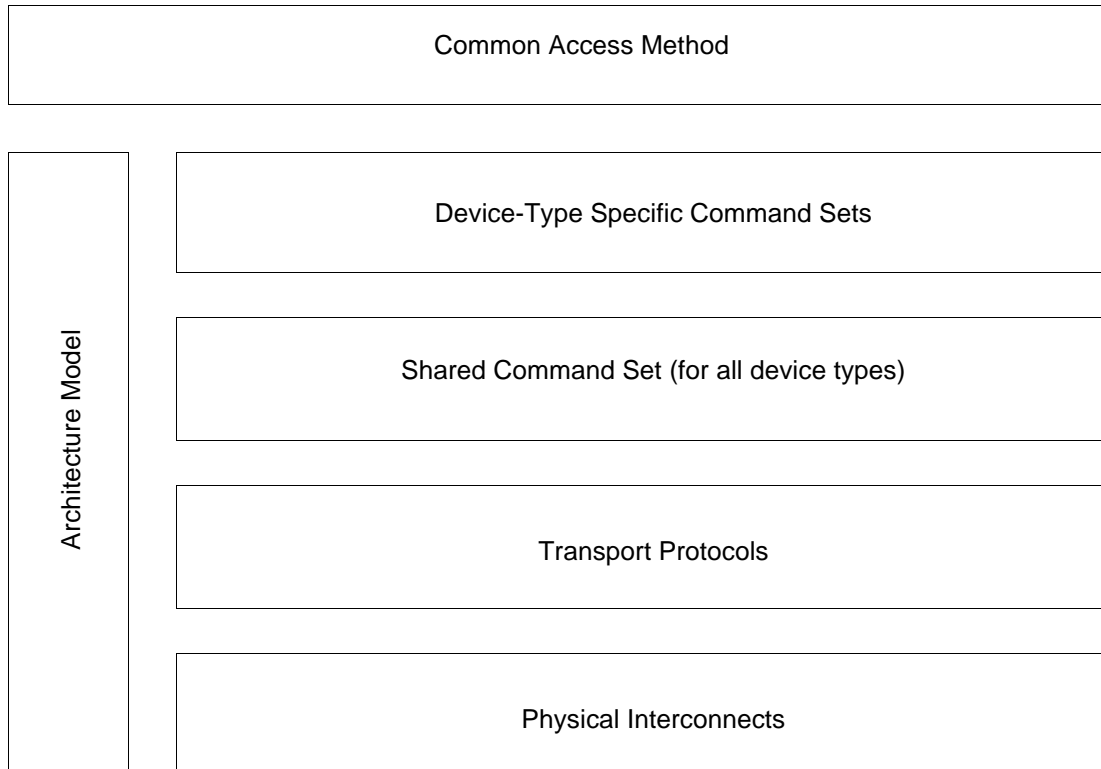 Common Access Method
Device-Type Specific Command Sets
Architecture Model
Shared Command Set (for all device types)
Transport Protocols
Physical Interconnects